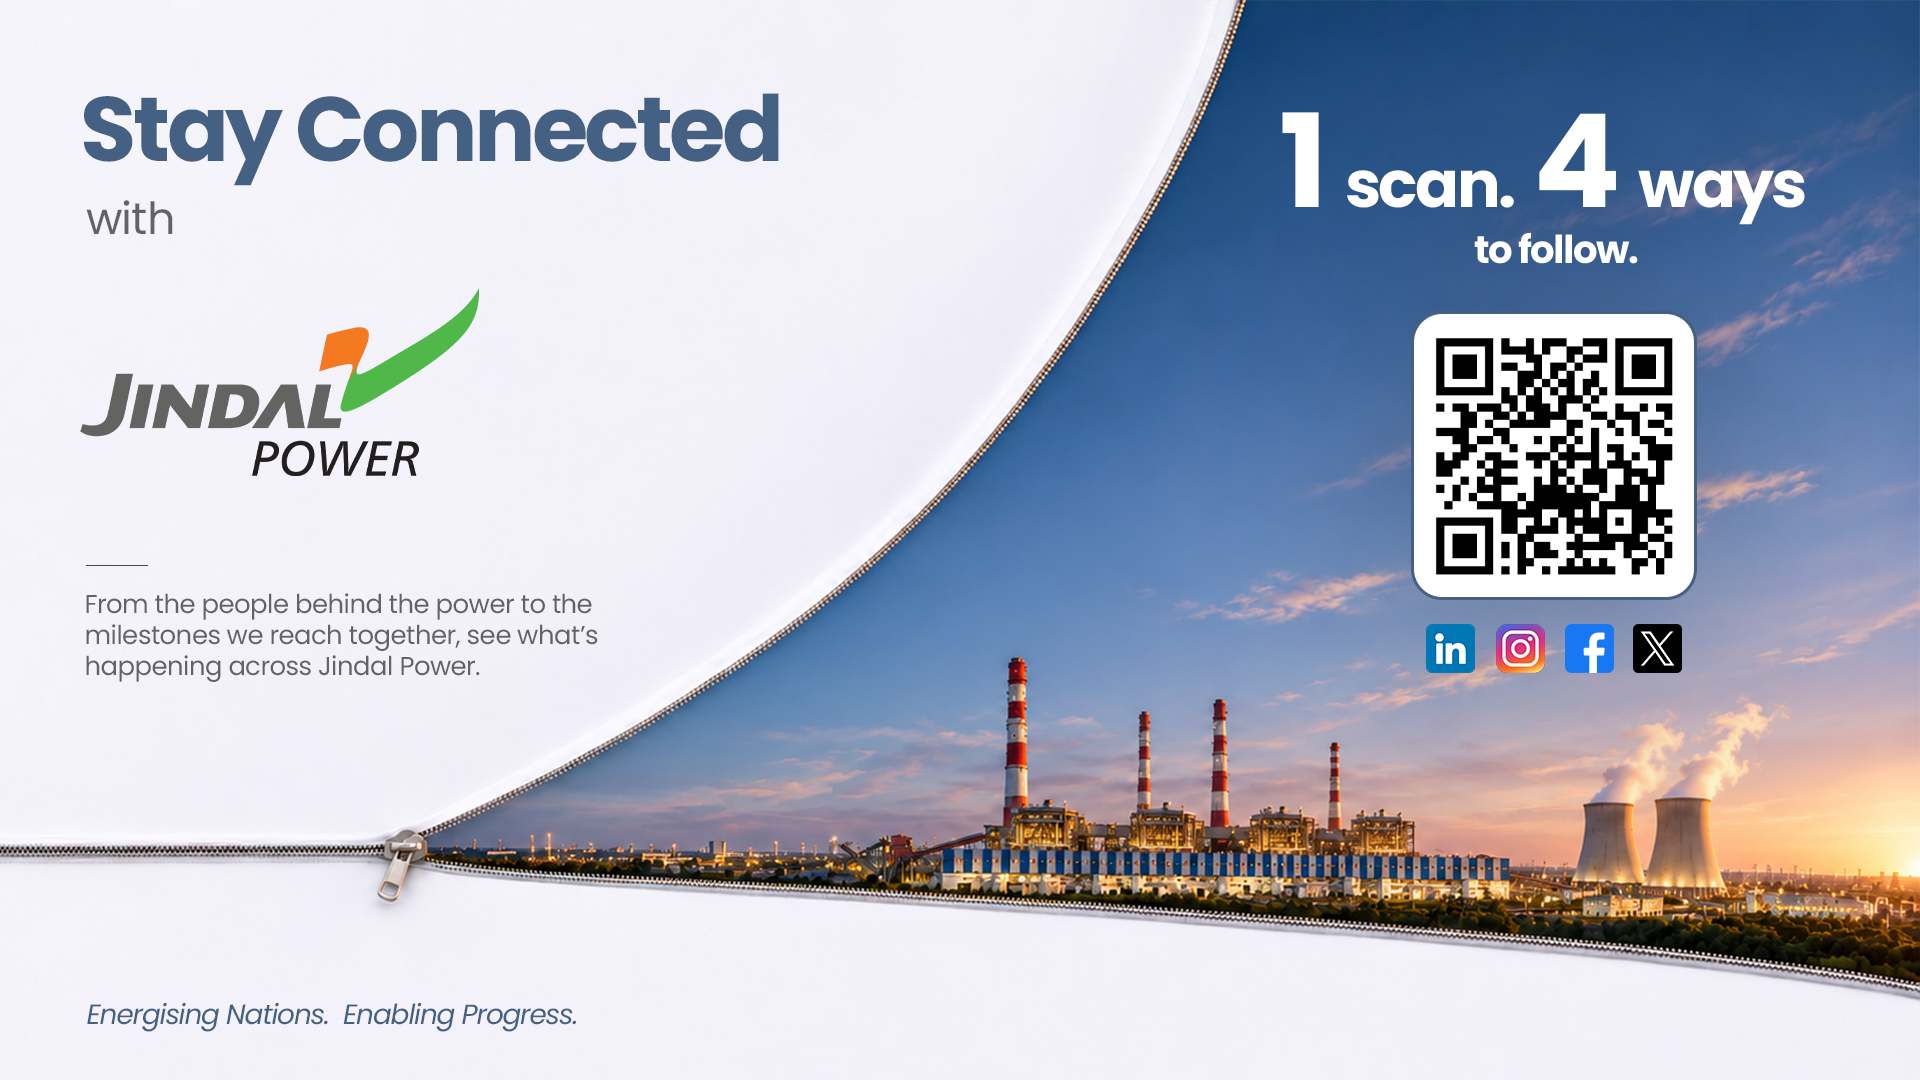 Stay Connected
with
JINDAL
POWER
From the people behind the power to the
milestones we reach together, see what’s
happening across Jindal Power.
Energising Nations. Enabling Progress.
1 scan. 4 ways
to follow.
in